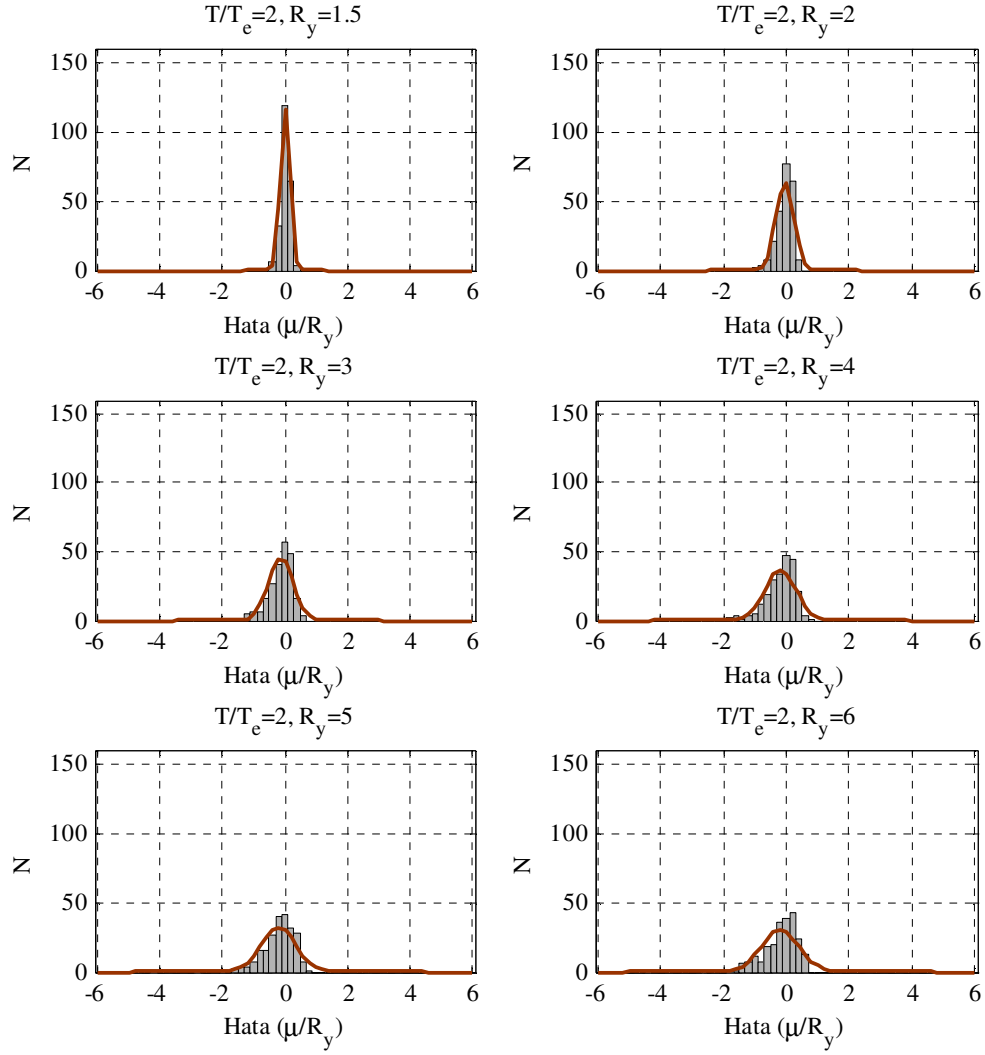 T/Te=2, Ry=1.5
T/Te=2, Ry=2
150
100
50
0
N
-6 -4 -2 0 2 4 6
Hata (μ/Ry)
150
100
50
0
N
-6 -4 -2 0 2 4 6
Hata (μ/Ry)
T/Te=2, Ry=3
T/Te=2, Ry=4
150
100
50
0
N
-6 -4 -2 0 2 4 6
Hata (μ/Ry)
150
100
50
0
N
-6 -4 -2 0 2 4 6
Hata (μ/Ry)
T/Te=2, Ry=5
T/Te=2, Ry=6
150
100
50
0
N
-6 -4 -2 0 2 4 6
Hata (μ/Ry)
150
100
50
0
N
-6 -4 -2 0 2 4 6
Hata (μ/Ry)